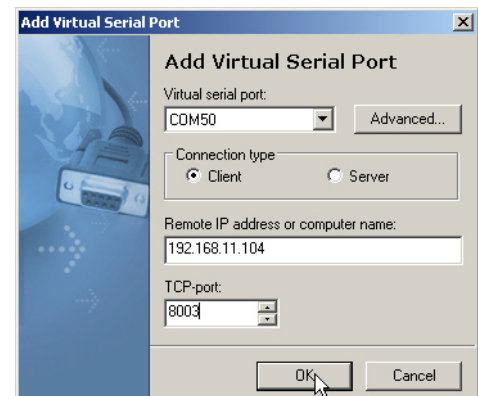 Add Virtual Serial Port
Add Virtual Serial Port
Virtual serial port:
COM50 Advanced...
Connection type
Client Server
Remote IP address or computer name:
192.168.11.104
TCP-port:
8003
OK Cancel